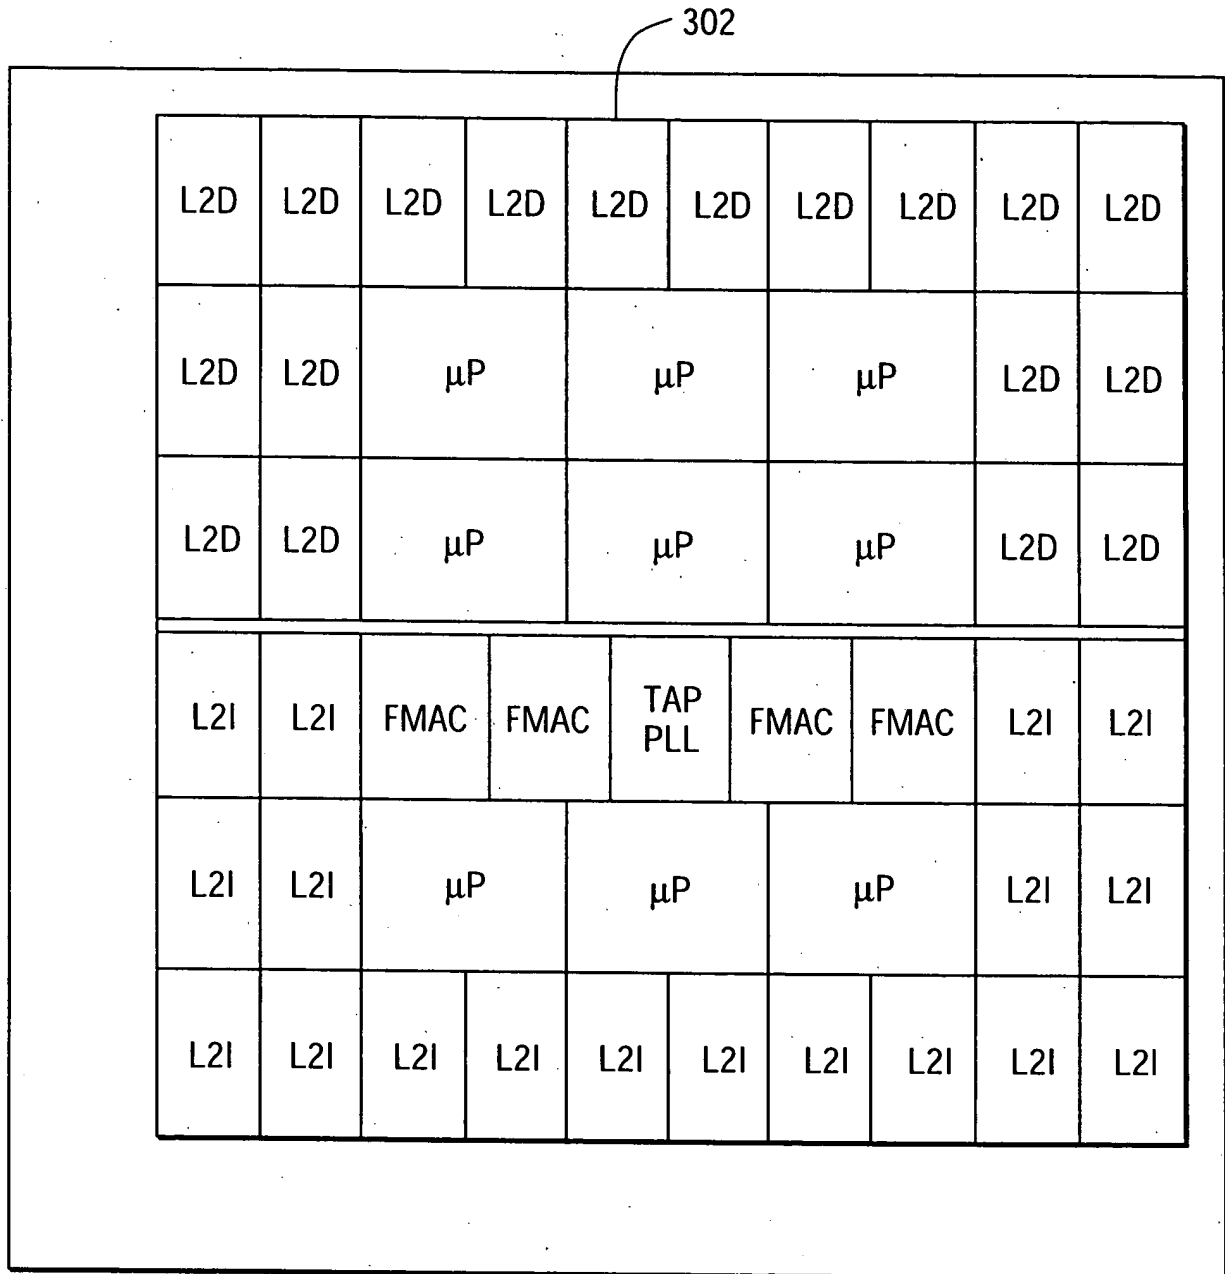 302
L2D L2D L2D L2D L2D L2D L2D L2D L2D L2D
L2D L2D μP μP μP L2D L2D
L2D L2D μP μP μP L2D L2D
L2I L2I FMAC FMAC TAP PLL FMAC FMAC L2I L2I
L2I L2I μP μP μP L2I L2I
L2I L2I L2I L2I L2I L2I L2I L2I L2I L2I